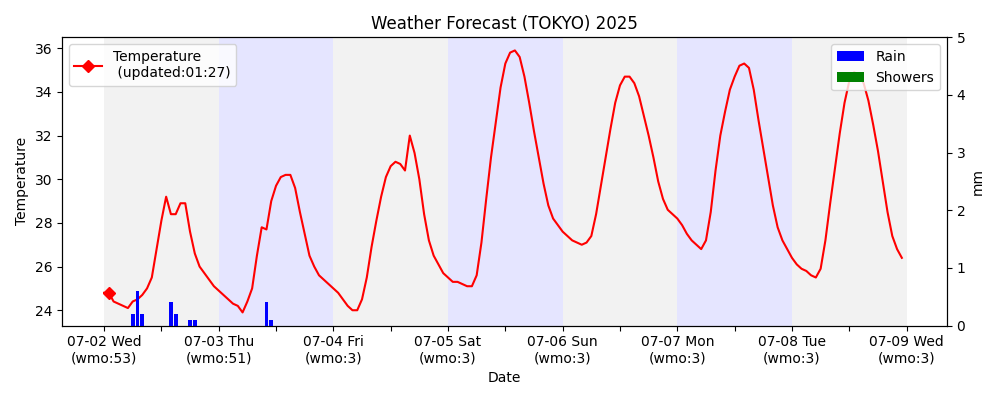 Weather Forecast (TOKYO) 2025
Temperature
(updated:01:27)
Rain
Showers
36
34
32
30
28
26
24
Temperature
5
4
3
2
1
0
mm
07-02 Wed 07-03 Thu 07-04 Fri 07-05 Sat 07-06 Sun 07-07 Mon 07-08 Tue 07-09 Wed
(wmo:53) (wmo:51) (wmo:3) (wmo:3) (wmo:3) (wmo:3) (wmo:3) (wmo:3)
Date